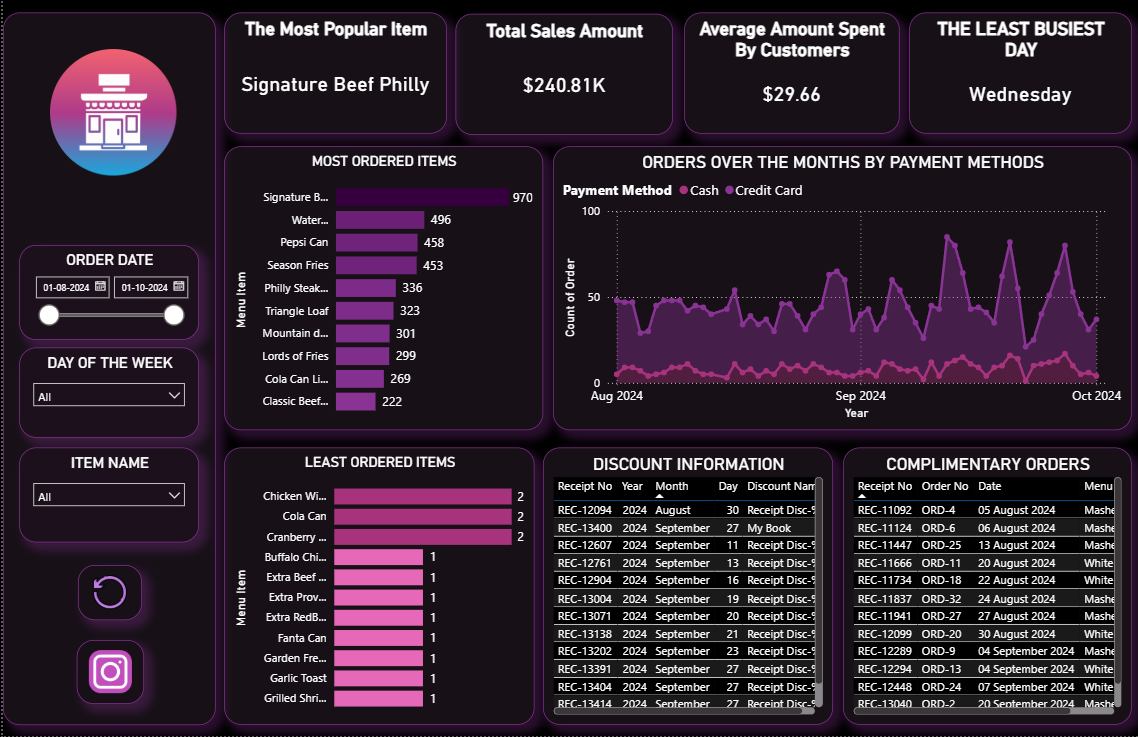 The Most Popular Item
Signature Beef Philly
Total Sales Amount
$240.81K
Average Amount Spent
By Customers
$29.66
THE LEAST BUSIEST
DAY
Wednesday
ORDER DATE
01-08-2024
01-10-2024
DAY OF THE WEEK
All
ITEM NAME
All
MOST ORDERED ITEMS
Menu Item
Signature B... 970
Water... 496
Pepsi Can 458
Season Fries 453
Philly Steak... 336
Triangle Loaf 323
Mountain d... 301
Lords of Fries 299
Cola Can Li... 269
Classic Beef... 222
ORDERS OVER THE MONTHS BY PAYMENT METHODS
Payment Method Cash Credit Card
Count of Order
100
50
0
Aug 2024 Sep 2024 Oct 2024
Year
LEAST ORDERED ITEMS
Menu Item
Chicken Wi... 2
Cola Can 2
Cranberry ... 2
Buffalo Chi... 1
Extra Beef ... 1
Extra Prov... 1
Extra RedB... 1
Fanta Can 1
Garden Fre... 1
Garlic Toast 1
Grilled Shri... 1
DISCOUNT INFORMATION
Receipt No Year Month Day Discount Nam
REC-12094 2024 August 30 Receipt Disc-%
REC-13400 2024 September 27 My Book
REC-12607 2024 September 11 Receipt Disc-%
REC-12761 2024 September 13 Receipt Disc-%
REC-12904 2024 September 16 Receipt Disc-%
REC-13004 2024 September 19 Receipt Disc-%
REC-13071 2024 September 20 Receipt Disc-%
REC-13138 2024 September 21 Receipt Disc-%
REC-13202 2024 September 23 Receipt Disc-%
REC-13391 2024 September 27 Receipt Disc-%
REC-13404 2024 September 27 Receipt Disc-%
REC-13414 2024 September 27 Receipt Disc-%
COMPLIMENTARY ORDERS
Receipt No Order No Date Menu
REC-11092 ORD-4 05 August 2024 Mashe
REC-11124 ORD-6 06 August 2024 Mashe
REC-11447 ORD-25 13 August 2024 Mashe
REC-11666 ORD-11 20 August 2024 White
REC-11734 ORD-18 22 August 2024 White
REC-11837 ORD-32 24 August 2024 Mashe
REC-11941 ORD-27 27 August 2024 Mashe
REC-12099 ORD-20 30 August 2024 White
REC-12289 ORD-9 04 September 2024 Mashe
REC-12294 ORD-13 04 September 2024 White
REC-12448 ORD-24 07 September 2024 White
REC-13040 ORD-2 20 September 2024 Mashe